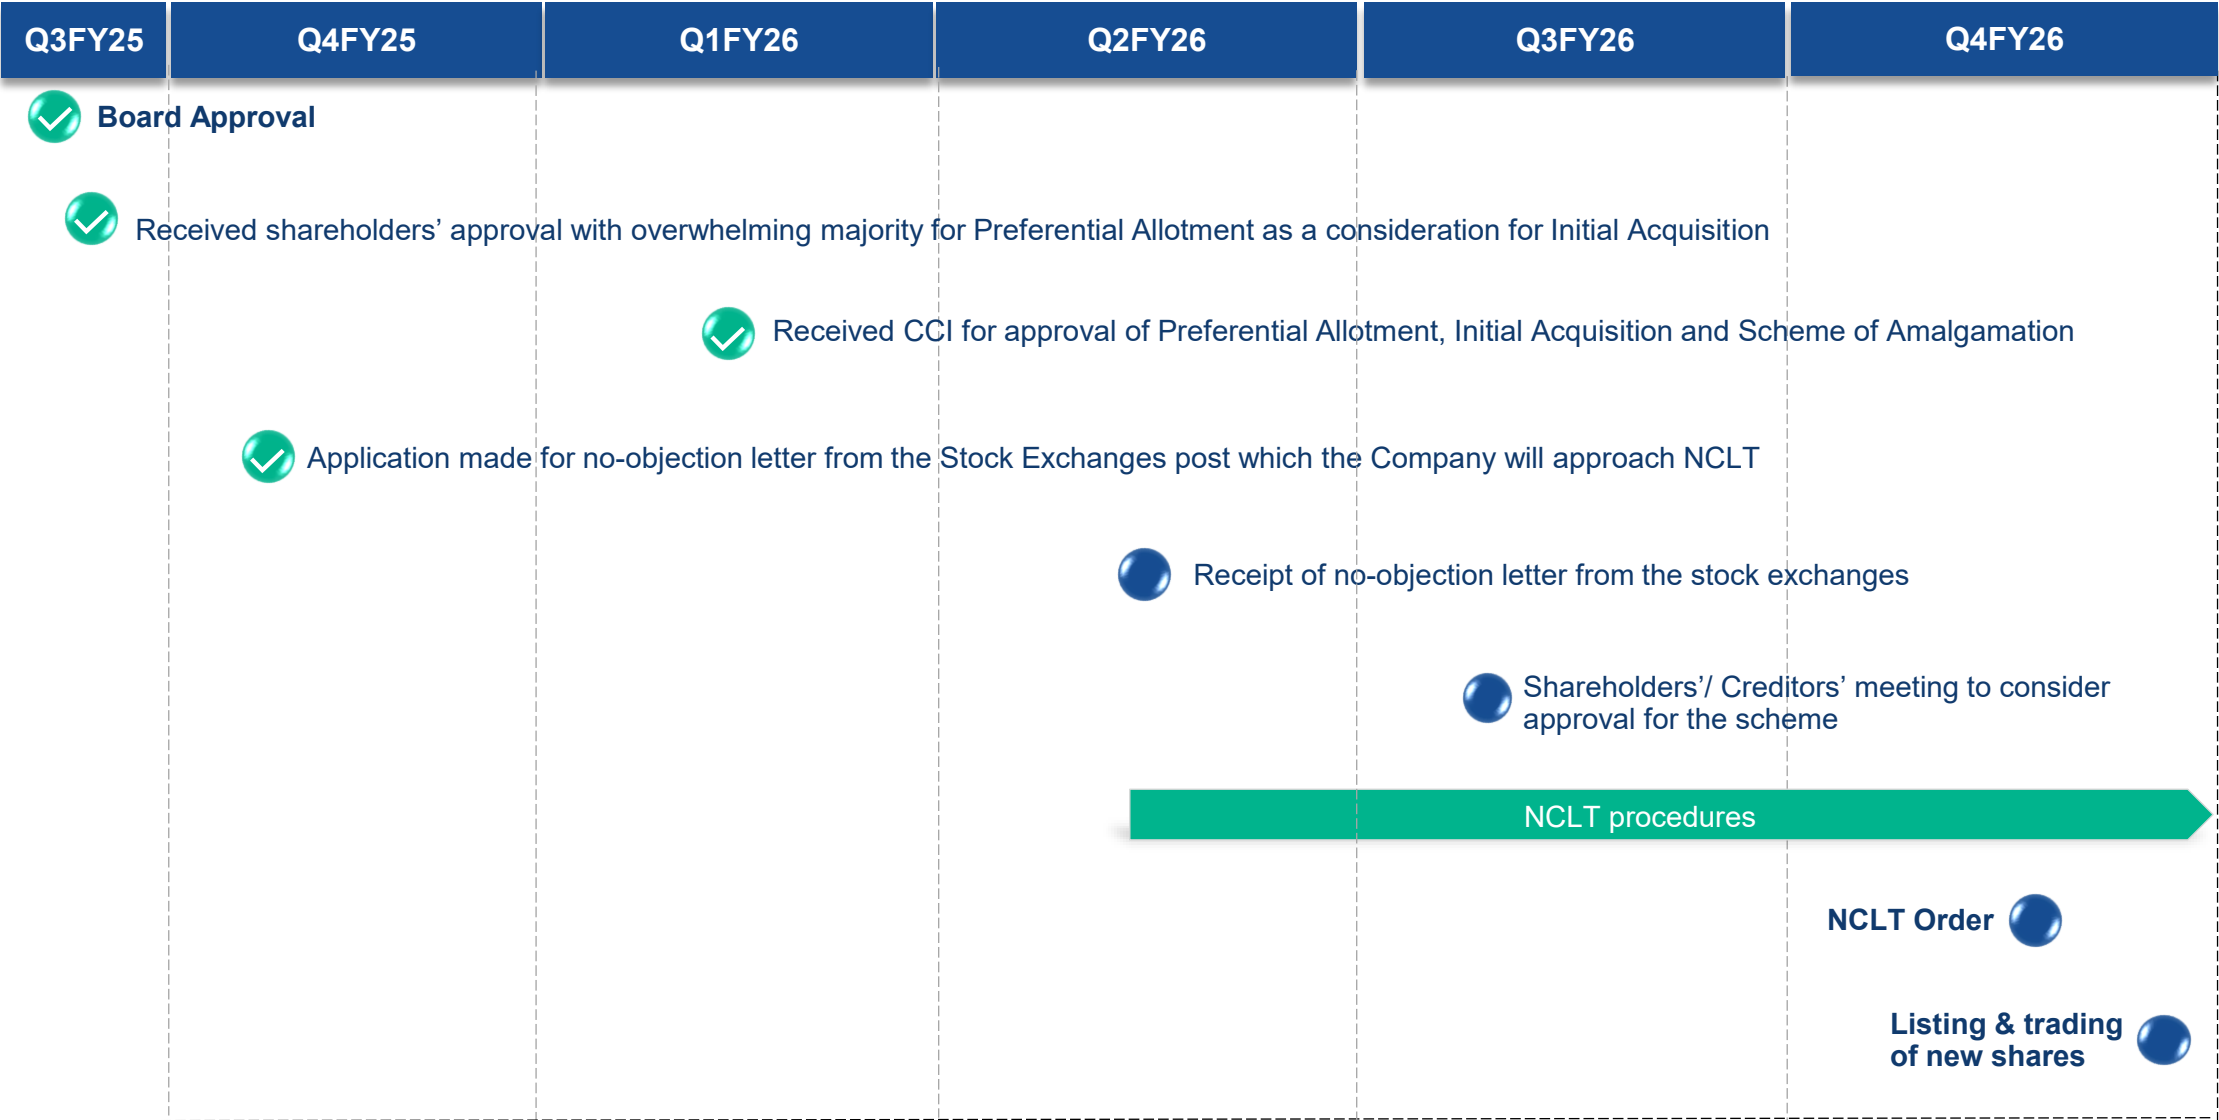 Q3FY25
Q4FY25
Q1FY26
Q2FY26
Q3FY26
Q4FY26
Board Approval
Received shareholders’ approval with overwhelming majority for Preferential Allotment as a consideration for Initial Acquisition
Received CCI for approval of Preferential Allotment, Initial Acquisition and Scheme of Amalgamation
Application made for no-objection letter from the Stock Exchanges post which the Company will approach NCLT
Receipt of no-objection letter from the stock exchanges
Shareholders’/ Creditors’ meeting to consider
approval for the scheme
NCLT procedures
NCLT Order
Listing & trading
of new shares